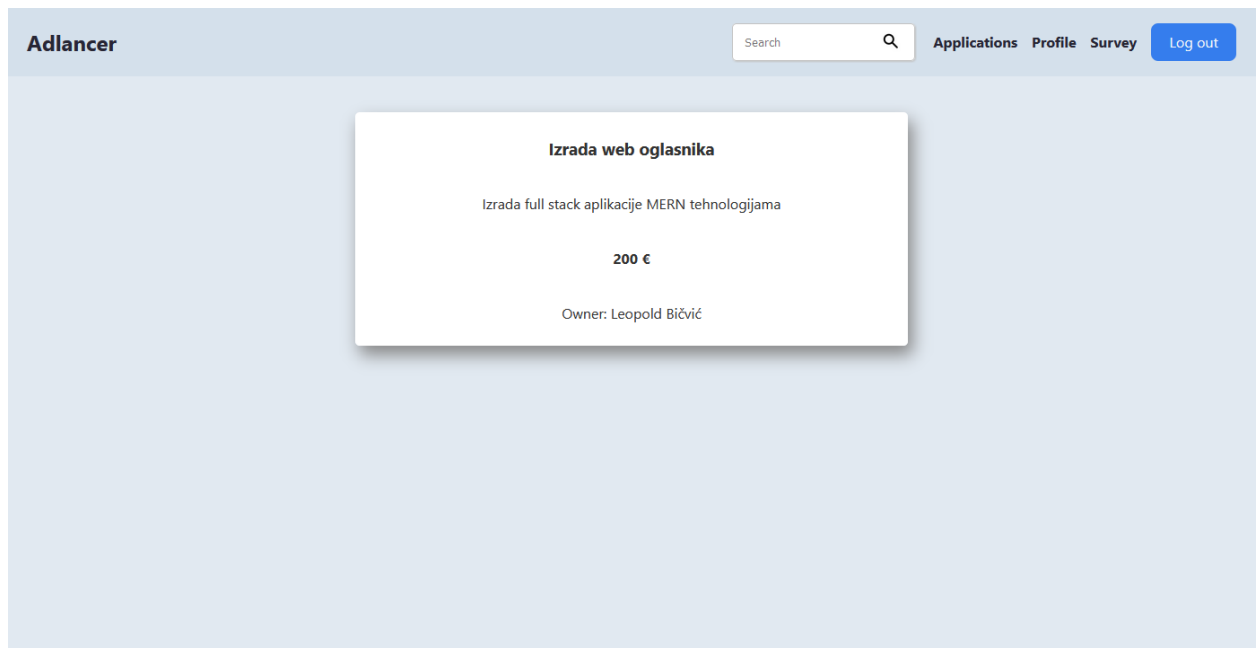 Adlancer
Search
Applications Profile Survey Log out
Izrada web oglasnika
Izrada full stack aplikacije MERN tehnologijama
200 €
Owner: Leopold Bičvić